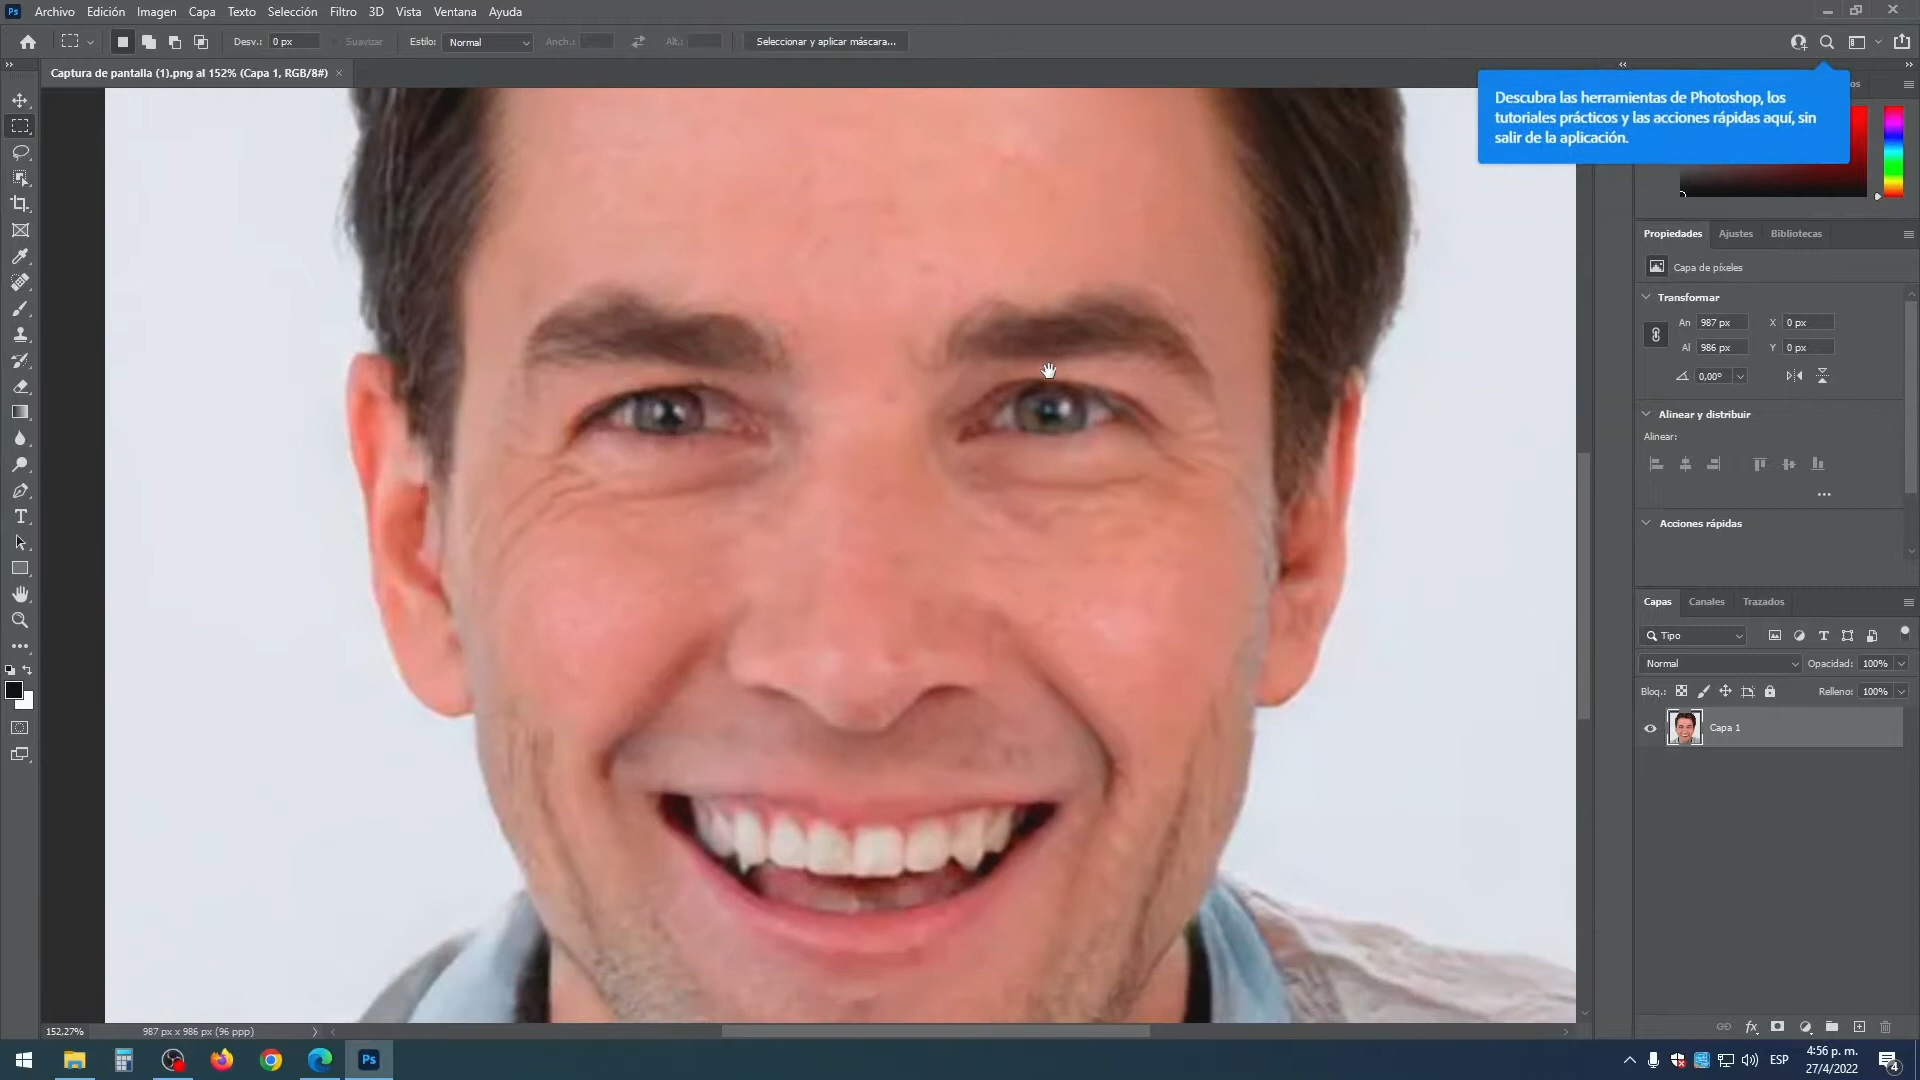 Ps Archivo Edición Imagen Capa Texto Selección Filtro 3D Vista Ventana Ayuda
Desv.: 0 px Suavizar Estilo: Normal Anch.: Alt.: Seleccionar y aplicar máscara...
Captura de pantalla (1).png al 152% (Capa 1, RGB/8#) ×
Descubra las herramientas de Photoshop, los
tutoriales prácticos y las acciones rápidas aquí, sin
salir de la aplicación.
Propiedades Ajustes Bibliotecas
Capa de píxeles
Transformar
An 987 px X 0 px
Al 986 px Y 0 px
0,00°
Alinear y distribuir
Alinear:
Acciones rápidas
Capas Canales Trazados
Tipo
Normal Opacidad: 100%
Bloq.: Relleno: 100%
Capa 1
fx
152,27% 987 px x 986 px (96 ppp)
Ps ESP 4:56 p. m.
27/4/2022 4